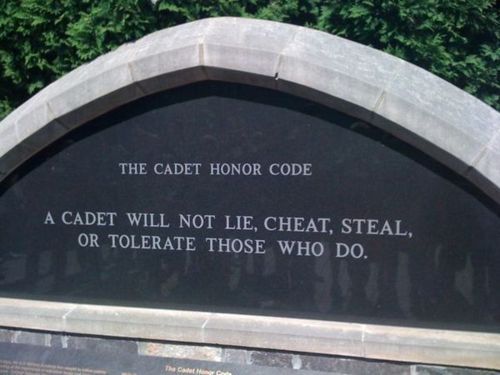 THE CADET HONOR CODE
A CADET WILL NOT LIE, CHEAT, STEAL,
OR TOLERATE THOSE WHO DO.
The Cadet Honor Code